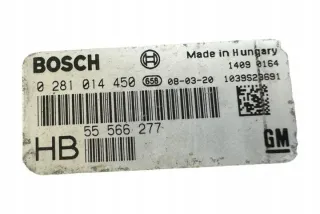 BOSCH
Made in Hungary
1409 0164
0 281 014 450 658 08-03-20 1039S23691
55 566 277
HB
GM